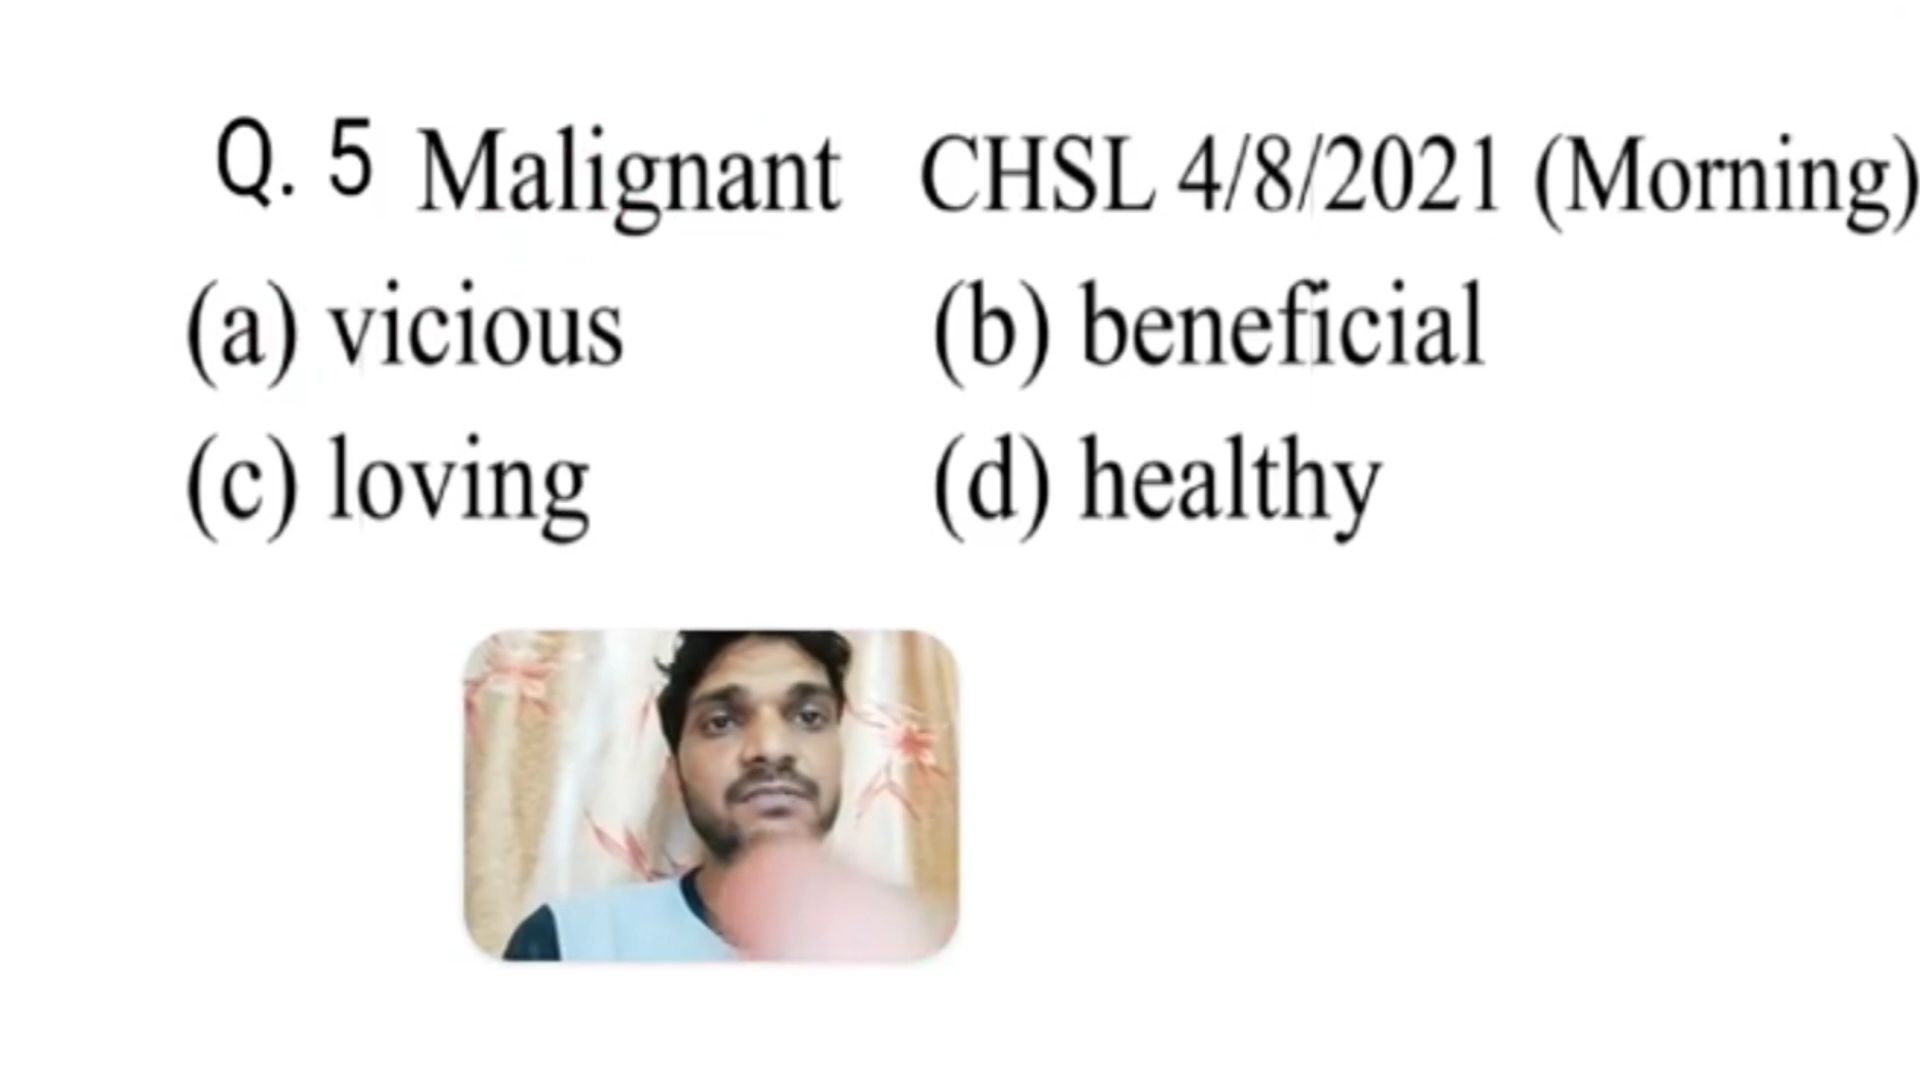 Q. 5 Malignant CHSL 4/8/2021 (Morning)
(a) vicious (b) beneficial
(c) loving (d) healthy